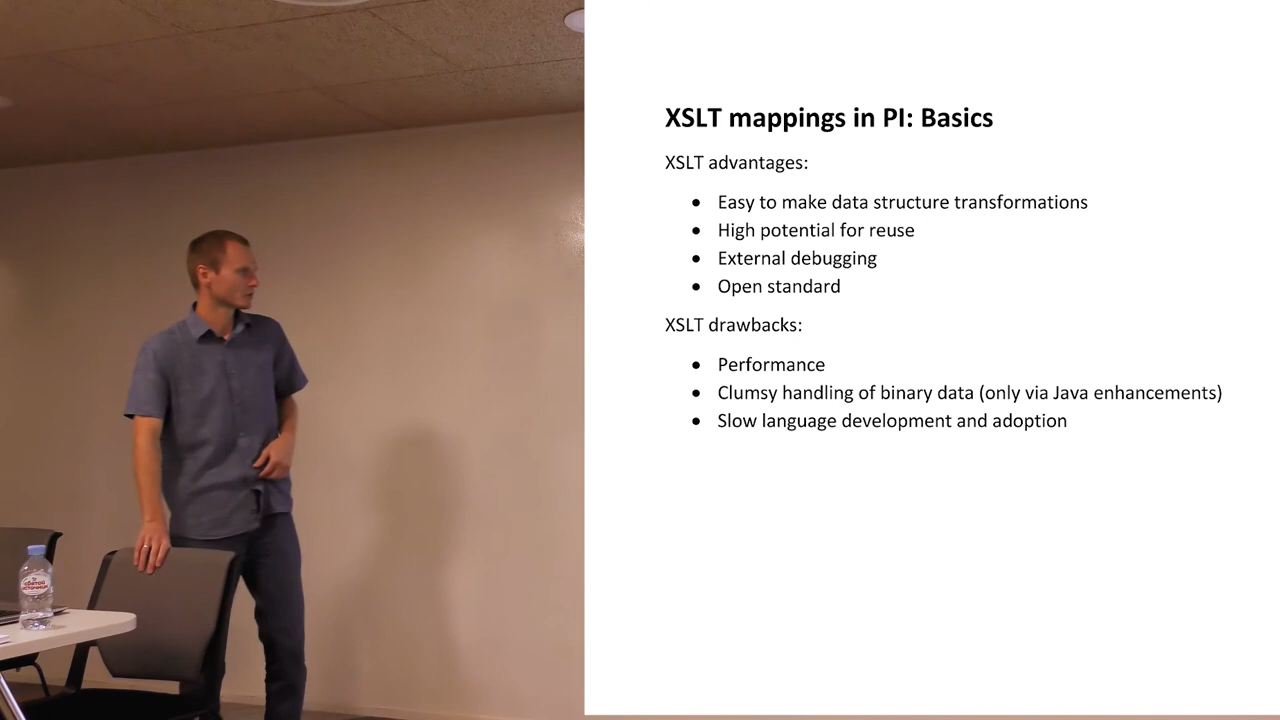 XSLT mappings in PI: Basics
XSLT advantages:
• Easy to make data structure transformations
• High potential for reuse
• External debugging
• Open standard
XSLT drawbacks:
• Performance
• Clumsy handling of binary data (only via Java enhancements)
• Slow language development and adoption